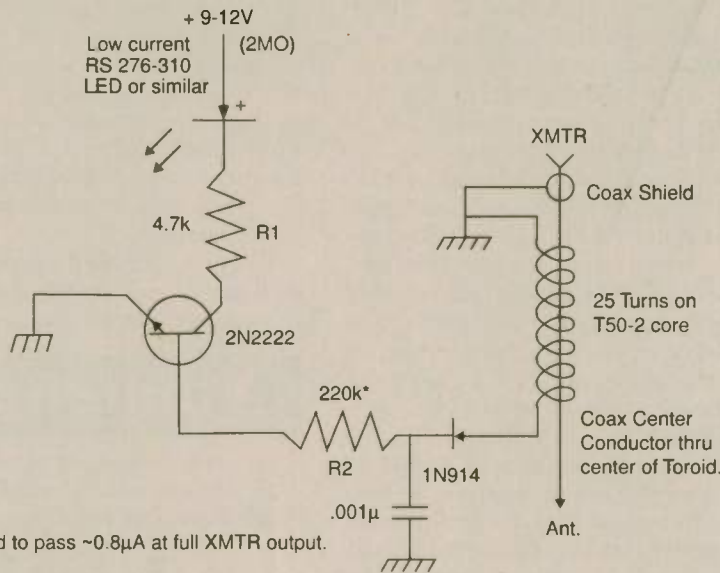 + 9-12V
Low current
RS 276-310
LED or similar
(2MO)
+
4.7k
R1
2N2222
220k*
R2
1N914
.001µ
XMTR
Coax Shield
25 Turns on
T50-2 core
Coax Center
Conductor thru
center of Toroid.
Ant.
to pass ~0.8µA at full XMTR output.